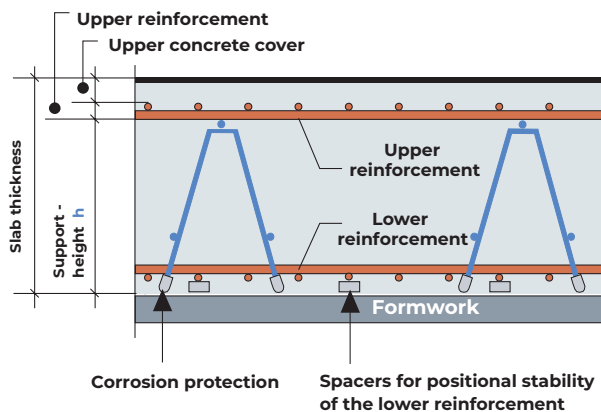 Upper reinforcement
Upper concrete cover
Slab thickness
Support -
height h
Upper
reinforcement
Lower
reinforcement
Formwork
Corrosion protection
Spacers for positional stability
of the lower reinforcement